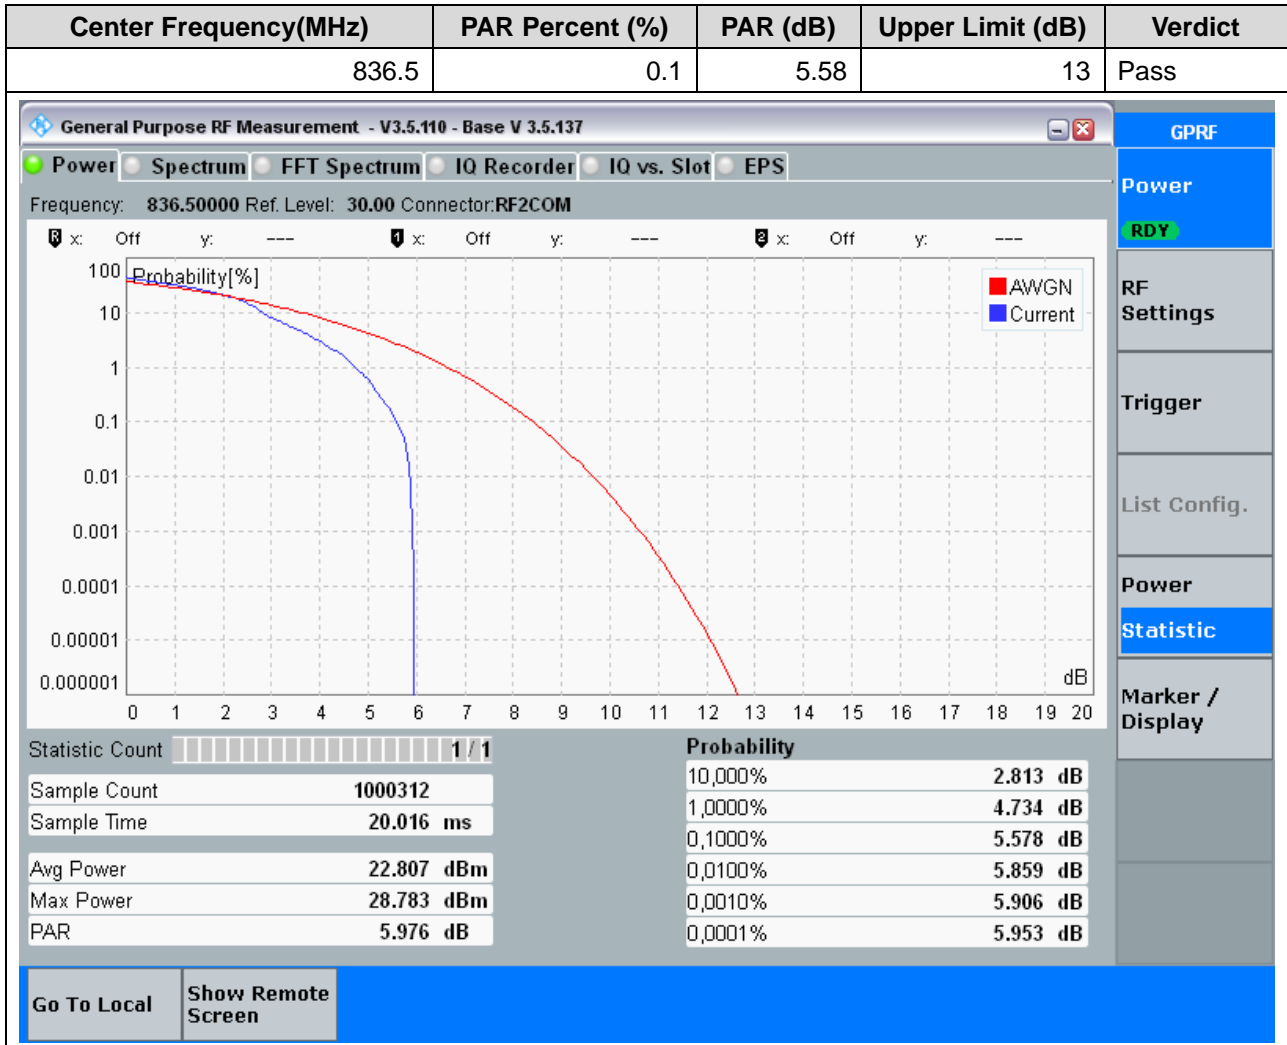 Center Frequency(MHz) PAR Percent (%) PAR (dB) Upper Limit (dB) Verdict
836.5 0.1 5.58 13 Pass
General Purpose RF Measurement - V3.5.110 - Base V 3.5.137
GPRF
Power Spectrum FFT Spectrum IQ Recorder IQ vs. Slot EPS
Frequency: 836.50000 Ref. Level: 30.00 Connector:RF2COM
R x: Off y: --- 1 x: Off y: --- 2 x: Off y: ---
Probability[%]
AWGN
Current
100
10
1
0.1
0.01
0.001
0.0001
0.00001
0.000001
dB
0 1 2 3 4 5 6 7 8 9 10 11 12 13 14 15 16 17 18 19 20
Statistic Count 1 / 1
Sample Count 1000312
Sample Time 20.016 ms
Avg Power 22.807 dBm
Max Power 28.783 dBm
PAR 5.976 dB
Probability
10,000% 2.813 dB
1,0000% 4.734 dB
0,1000% 5.578 dB
0,0100% 5.859 dB
0,0010% 5.906 dB
0,0001% 5.953 dB
Power
RDY
RF
Settings
Trigger
List Config.
Power
Statistic
Marker /
Display
Go To Local
Show Remote
Screen